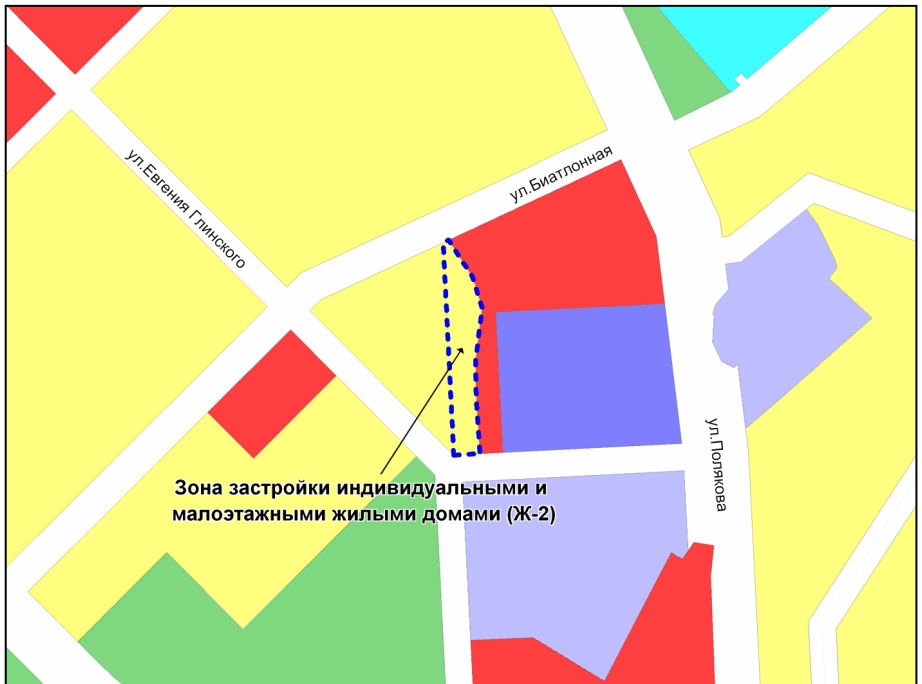 ул.Биатлонная
ул.Евгения Глинского
ул.Полякова
Зона застройки индивидуальными и
малоэтажными жилыми домами (Ж-2)